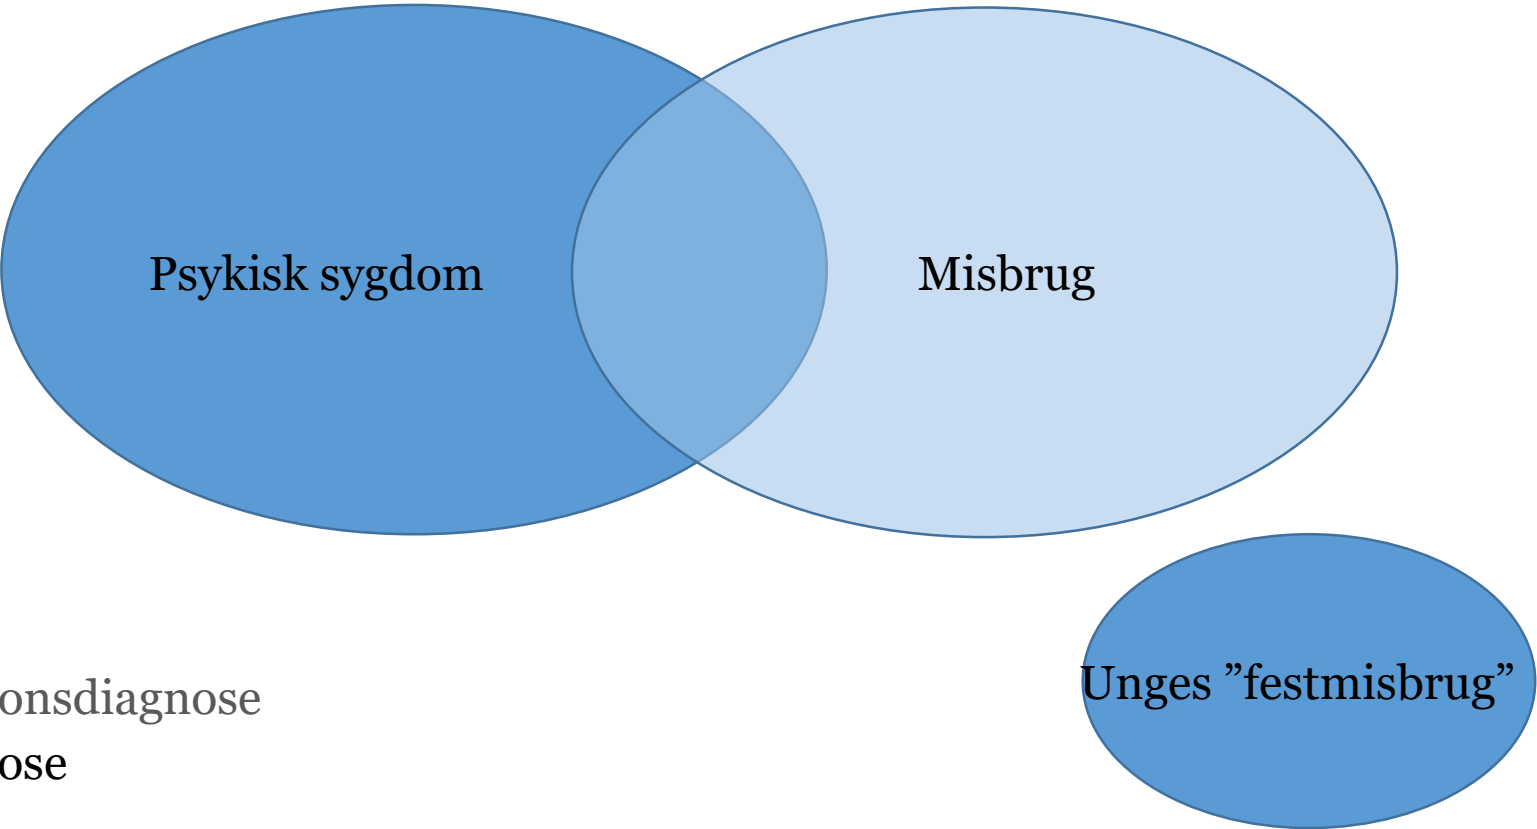 Psykisk sygdom
Misbrug
Unges ”festmisbrug”
onsdiagnose
ose